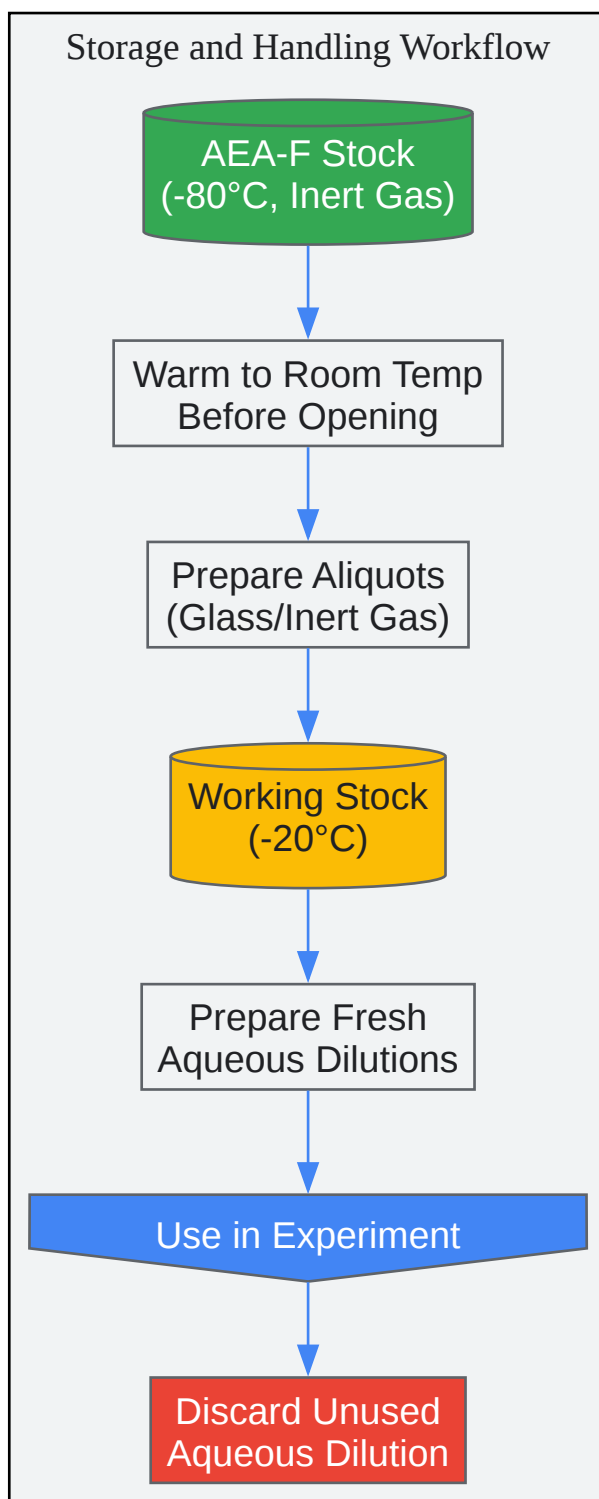 Storage and Handling Workflow
AEA-F Stock
(-80°C, Inert Gas)
Warm to Room Temp
Before Opening
Prepare Aliquots
(Glass/Inert Gas)
Working Stock
(-20°C)
Prepare Fresh
Aqueous Dilutions
Use in Experiment
Discard Unused
Aqueous Dilution